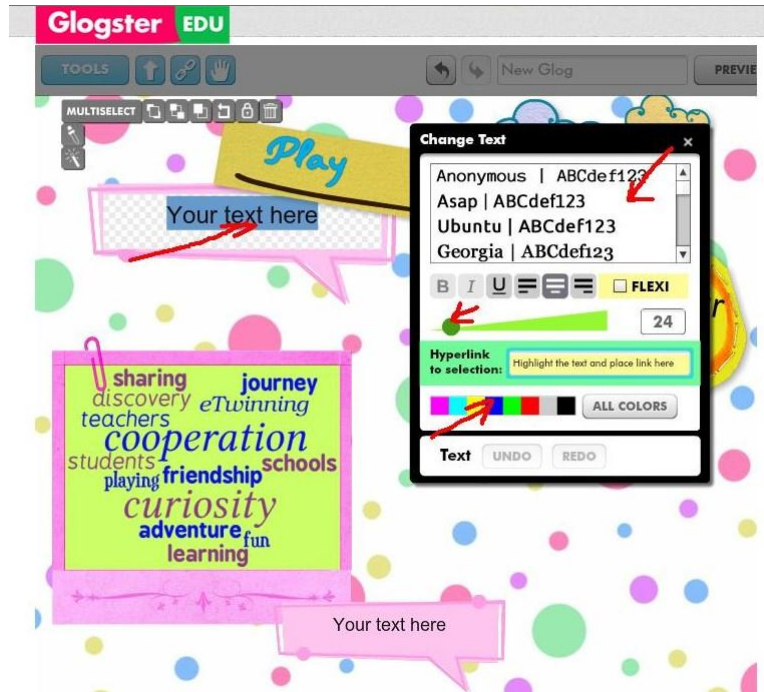 Glogster EDU
TOOLS
New Glog
PREVIE
MULTISELECT
Play
Your text here
Change Text
Anonymous | ABCdef123
Asap | ABCdef123
Ubuntu | ABCdef123
Georgia | ABCdef123
B I U
FLEXI
24
Hyperlink
to selection:
Highlight the text and place link here
ALL COLORS
Text UNDO REDO
sharing
journey
discovery
eTwinning
teachers
cooperation
students
schools
playing
friendship
curiosity
adventure
fun
learning
Your text here